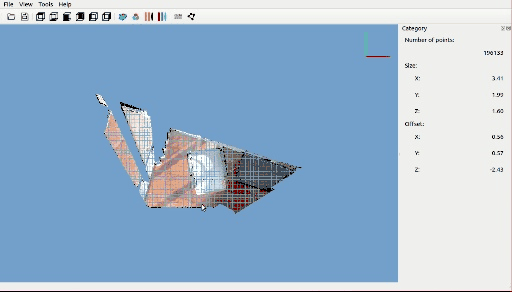 File View Tools Help
Category
Number of points:
196133
Size:
X: 3.41
Y: 1.99
Z: 1.60
Offset:
X: 0.56
Y: 0.57
Z: -2.43